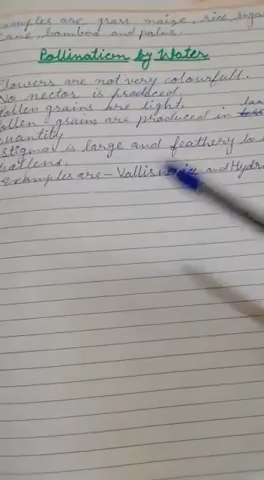 examples are grass maize, rice sugar
cane, bamboo and palms.
Pollination by Water
Flowers are not very colourfull.
No nector is produced
Pollen grains are light.
Pollen grains are produced in
quantity
Stigma is large and feathery to
Examples are - and